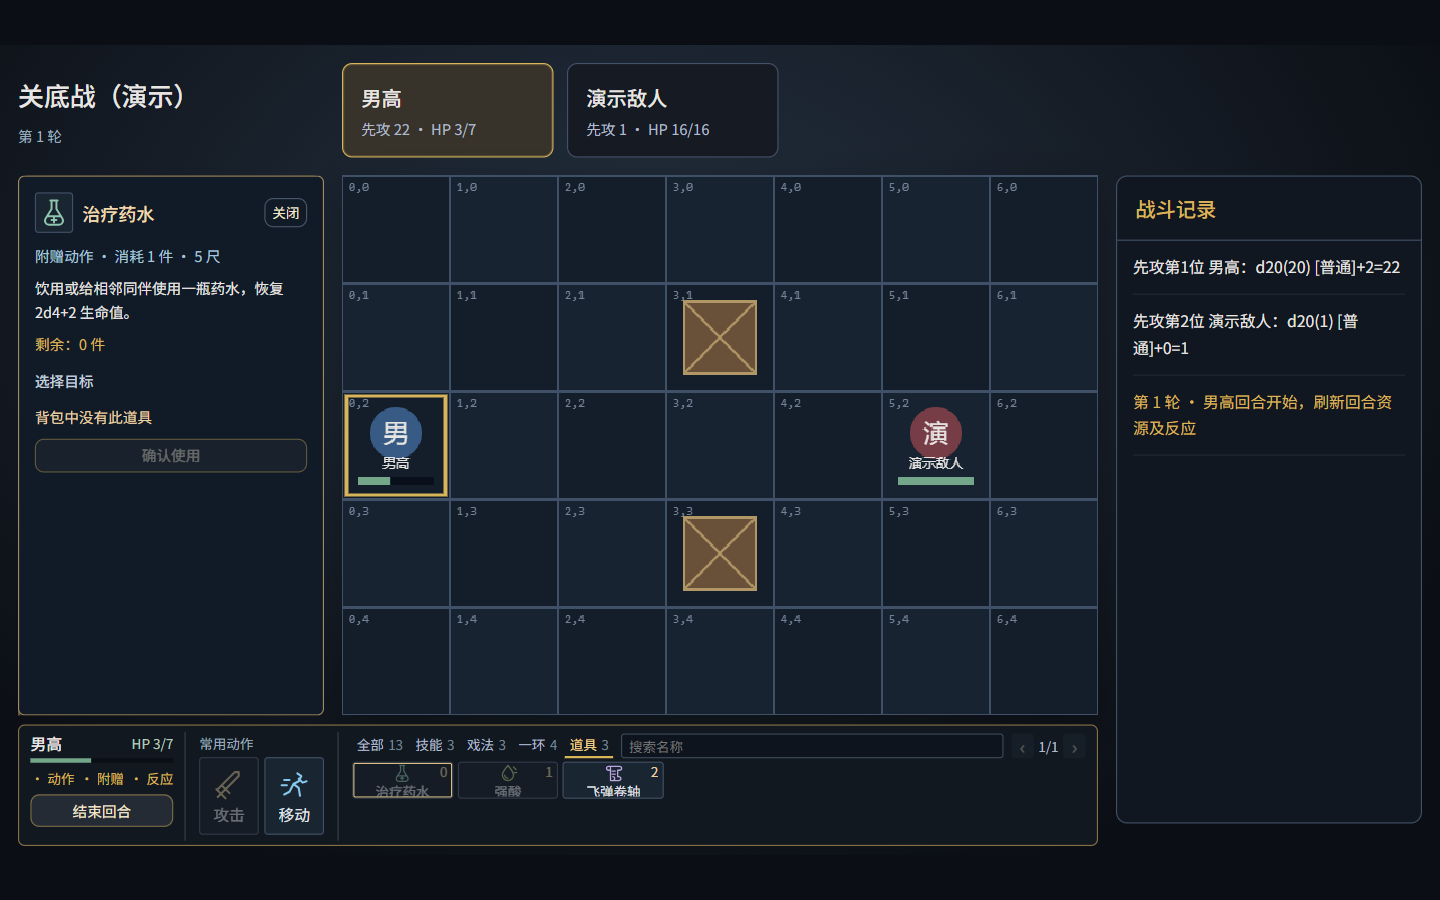 关底战（演示）
第 1 轮
男高
先攻 22 · HP 3/7
演示敌人
先攻 1 · HP 16/16
治疗药水
关闭
附赠动作 · 消耗 1 件 · 5 尺
饮用或给相邻同伴使用一瓶药水，恢复
2d4+2 生命值。
剩余：0 件
选择目标
背包中没有此道具
确认使用
0,0 1,0 2,0 3,0 4,0 5,0 6,0
0,1 1,1 2,1 3,1 4,1 5,1 6,1
0,2 1,2 2,2 3,2 4,2 5,2 6,2
男
男高
演
演示敌人
0,3 1,3 2,3 3,3 4,3 5,3 6,3
0,4 1,4 2,4 3,4 4,4 5,4 6,4
战斗记录
先攻第1位 男高：d20(20) [普通]+2=22
先攻第2位 演示敌人：d20(1) [普
通]+0=1
第 1 轮 · 男高回合开始，刷新回合资
源及反应
男高 HP 3/7
· 动作 · 附赠 · 反应
结束回合
常用动作
攻击
移动
全部 13 技能 3 戏法 3 一环 4 道具 3 搜索名称 ‹ 1/1 ›
0
治疗药水
1
强酸
2
飞弹卷轴